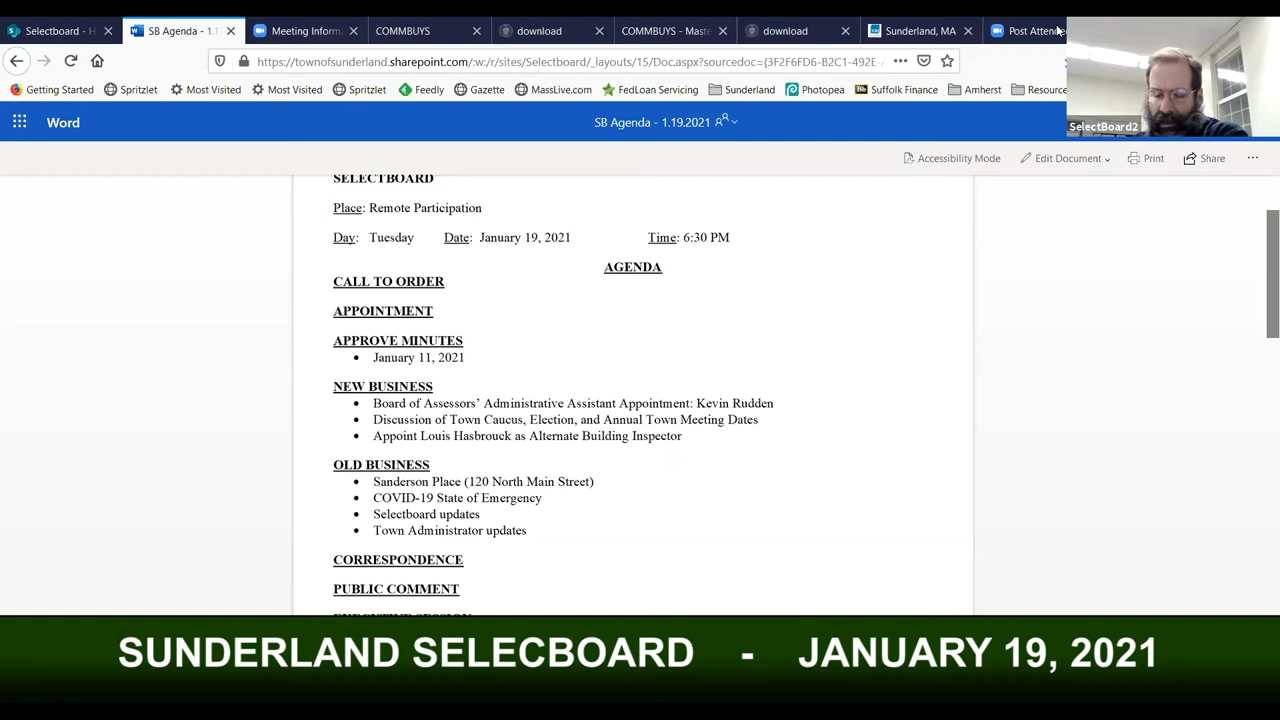 Selectboard - H
SB Agenda - 1.1
Meeting Inform
COMMBUYS
download
COMMBUYS - Mast
download
Sunderland, MA
Post Attende
https://townofsunderland.sharepoint.com/:w:/r/sites/Selectboard/_layouts/15/Doc.aspx?sourcedoc={3F2F6FD6-B2C1-492E-
Getting Started
Spritzlet
Most Visited
Most Visited
Spritzlet
Feedly
Gazette
MassLive.com
FedLoan Servicing
Sunderland
Photopea
Suffolk Finance
Amherst
Resource
SelectBoard2
Word
SB Agenda - 1.19.2021
Accessibility Mode
Edit Document
Print
Share
SELECTBOARD
Place: Remote Participation
Day: Tuesday Date: January 19, 2021 Time: 6:30 PM
AGENDA
CALL TO ORDER
APPOINTMENT
APPROVE MINUTES
• January 11, 2021
NEW BUSINESS
• Board of Assessors’ Administrative Assistant Appointment: Kevin Rudden
• Discussion of Town Caucus, Election, and Annual Town Meeting Dates
• Appoint Louis Hasbrouck as Alternate Building Inspector
OLD BUSINESS
• Sanderson Place (120 North Main Street)
• COVID-19 State of Emergency
• Selectboard updates
• Town Administrator updates
CORRESPONDENCE
PUBLIC COMMENT
EXECUTIVE SESSION
SUNDERLAND SELECBOARD - JANUARY 19, 2021